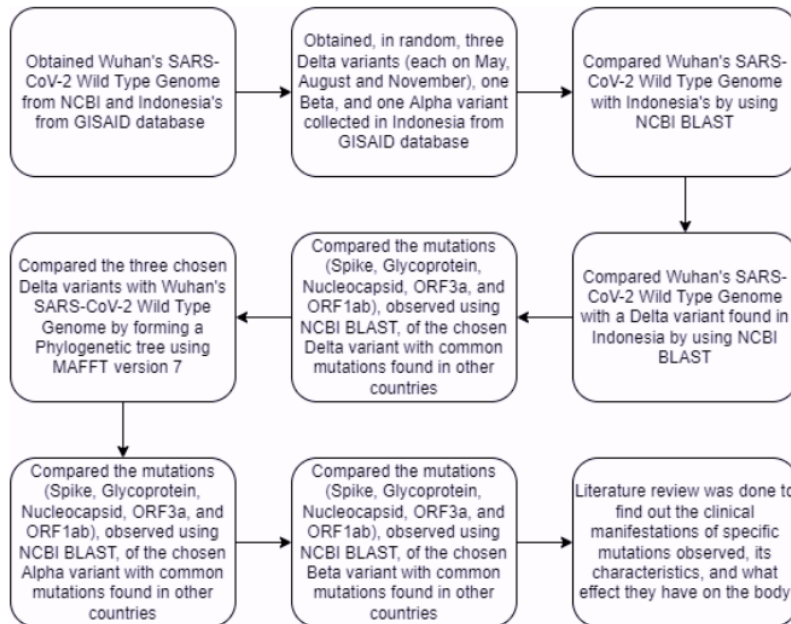 Obtained Wuhan's SARS-
CoV-2 Wild Type Genome
from NCBI and Indonesia's
from GISAID database
Obtained, in random, three
Delta variants (each on May,
August and November), one
Beta, and one Alpha variant
collected in Indonesia from
GISAID database
Compared Wuhan's SARS-
CoV-2 Wild Type Genome
with Indonesia's by using
NCBI BLAST
Compared Wuhan's SARS-
CoV-2 Wild Type Genome
with a Delta variant found in
Indonesia by using NCBI
BLAST
Compared the mutations
(Spike, Glycoprotein,
Nucleocapsid, ORF3a, and
ORF1ab), observed using
NCBI BLAST, of the chosen
Delta variant with common
mutations found in other
countries
Compared the three chosen
Delta variants with Wuhan's
SARS-CoV-2 Wild Type
Genome by forming a
Phylogenetic tree using
MAFFT version 7
Compared the mutations
(Spike, Glycoprotein,
Nucleocapsid, ORF3a, and
ORF1ab), observed using
NCBI BLAST, of the chosen
Alpha variant with common
mutations found in other
countries
Compared the mutations
(Spike, Glycoprotein,
Nucleocapsid, ORF3a, and
ORF1ab), observed using
NCBI BLAST, of the chosen
Beta variant with common
mutations found in other
countries
Literature review was done to
find out the clinical
manifestations of specific
mutations observed, its
characteristics, and what
effect they have on the body